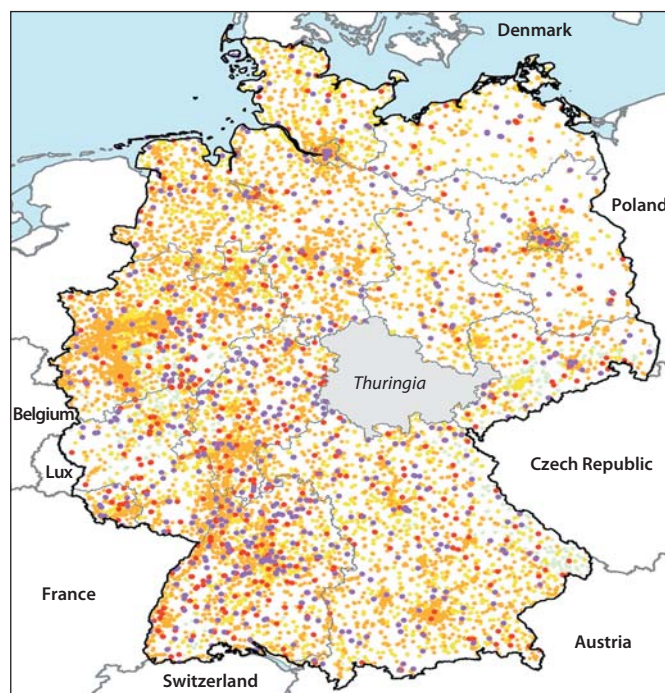 Denmark
Poland
Thuringia
Belgium
Lux
Czech Republic
France
Austria
Switzerland